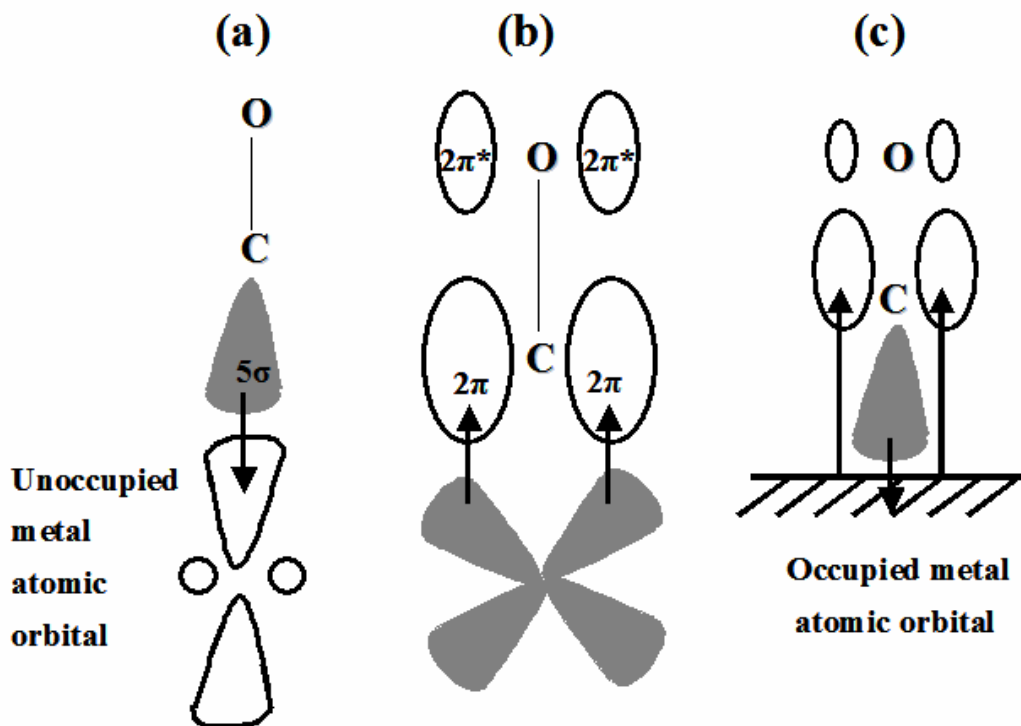 (a)
O
C
5σ
Unoccupied
metal
atomic
orbital
(b)
2π* O 2π*
C
2π 2π
(c)
O
C
Occupied metal
atomic orbital